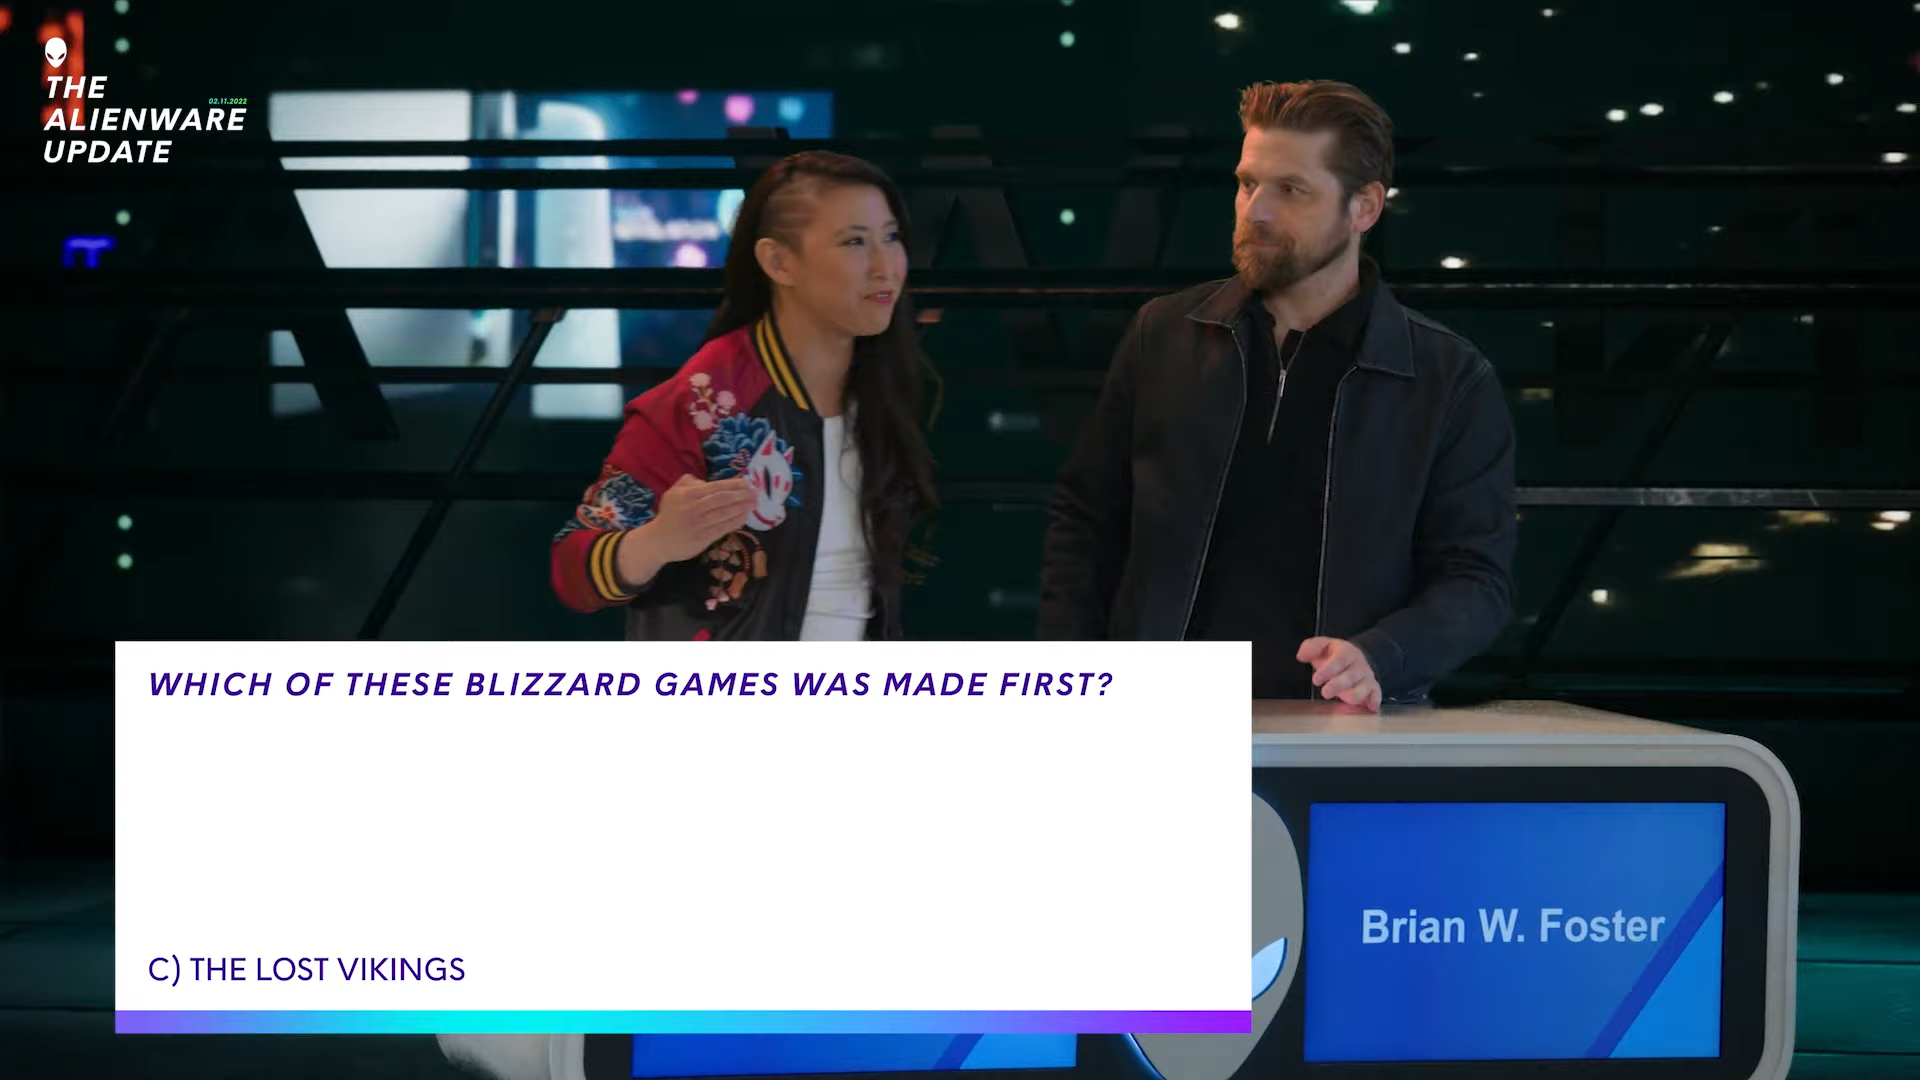 THE
02.11.2022
ALIENWARE
UPDATE
WHICH OF THESE BLIZZARD GAMES WAS MADE FIRST?
C) THE LOST VIKINGS
Brian W. Foster